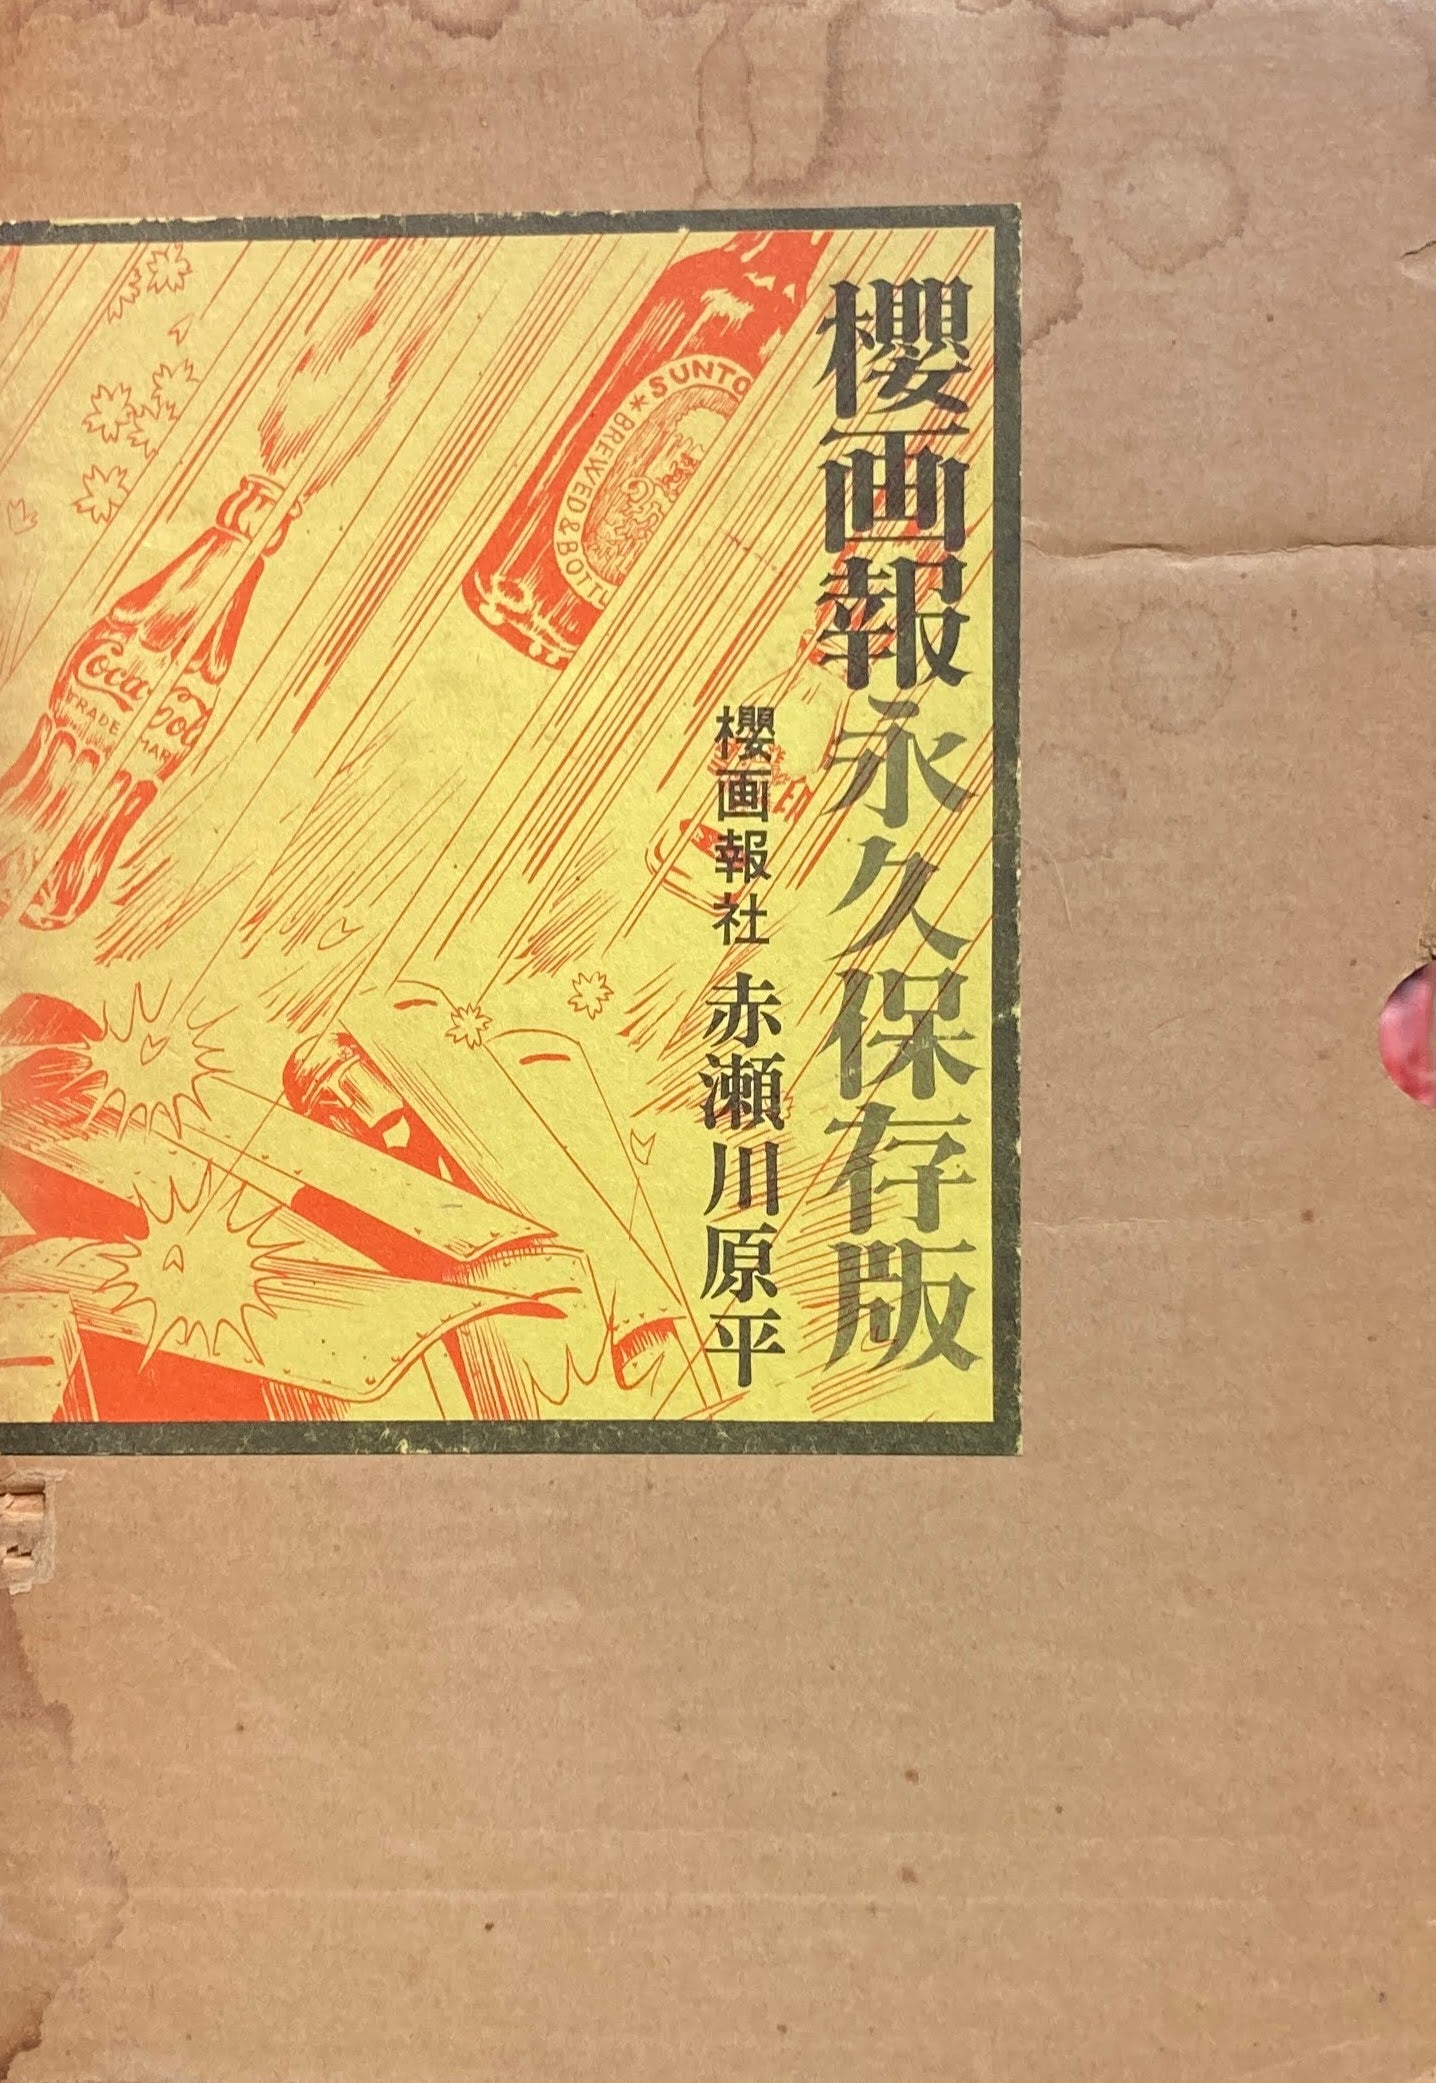 櫻画報永久保存版
櫻画報社 赤瀬川原平
SUNTO
BREWED & BOTT
Coca Col
TRADE MARK